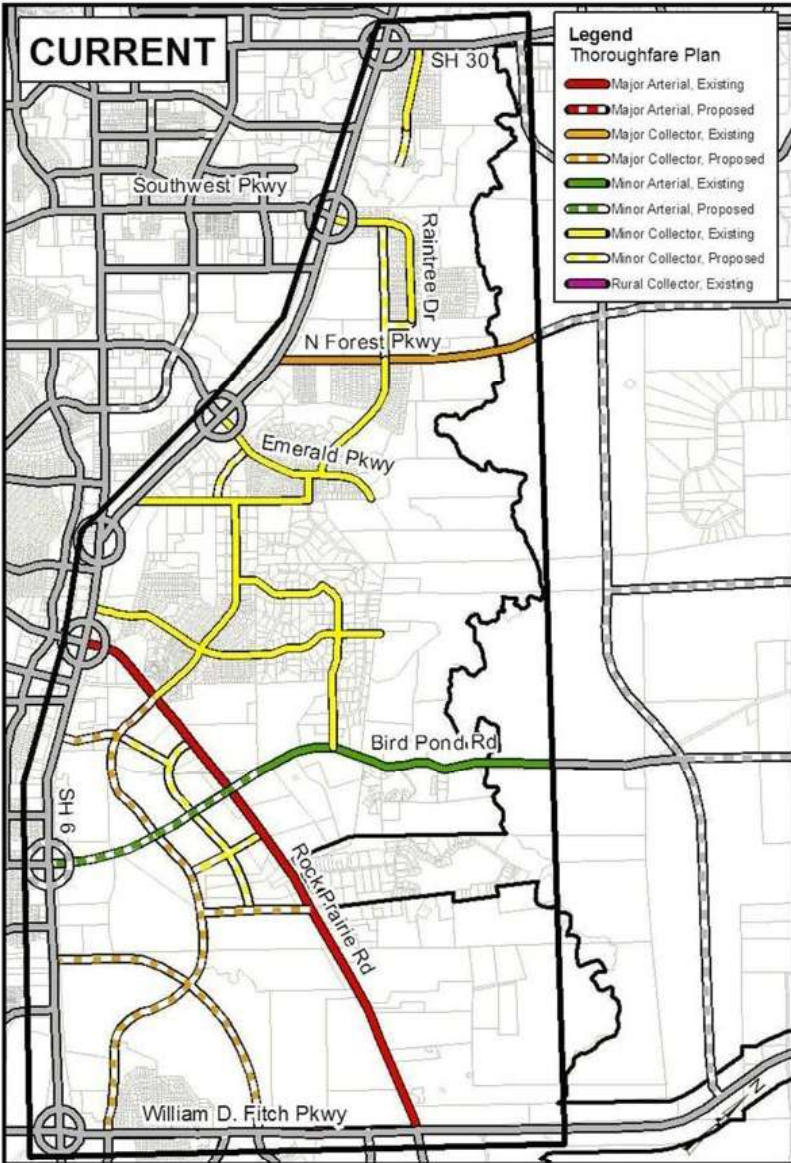 CURRENT
SH 30
Legend
Thoroughfare Plan
Major Arterial, Existing
Major Arterial, Proposed
Major Collector, Existing
Major Collector, Proposed
Minor Arterial, Existing
Minor Arterial, Proposed
Minor Collector, Existing
Minor Collector, Proposed
Rural Collector, Existing
Southwest Pkwy
Raintree Dr
N Forest Pkwy
Emerald Pkwy
Bird Pond Rd
SH 6
Rock Prairie Rd
William D. Fitch Pkwy